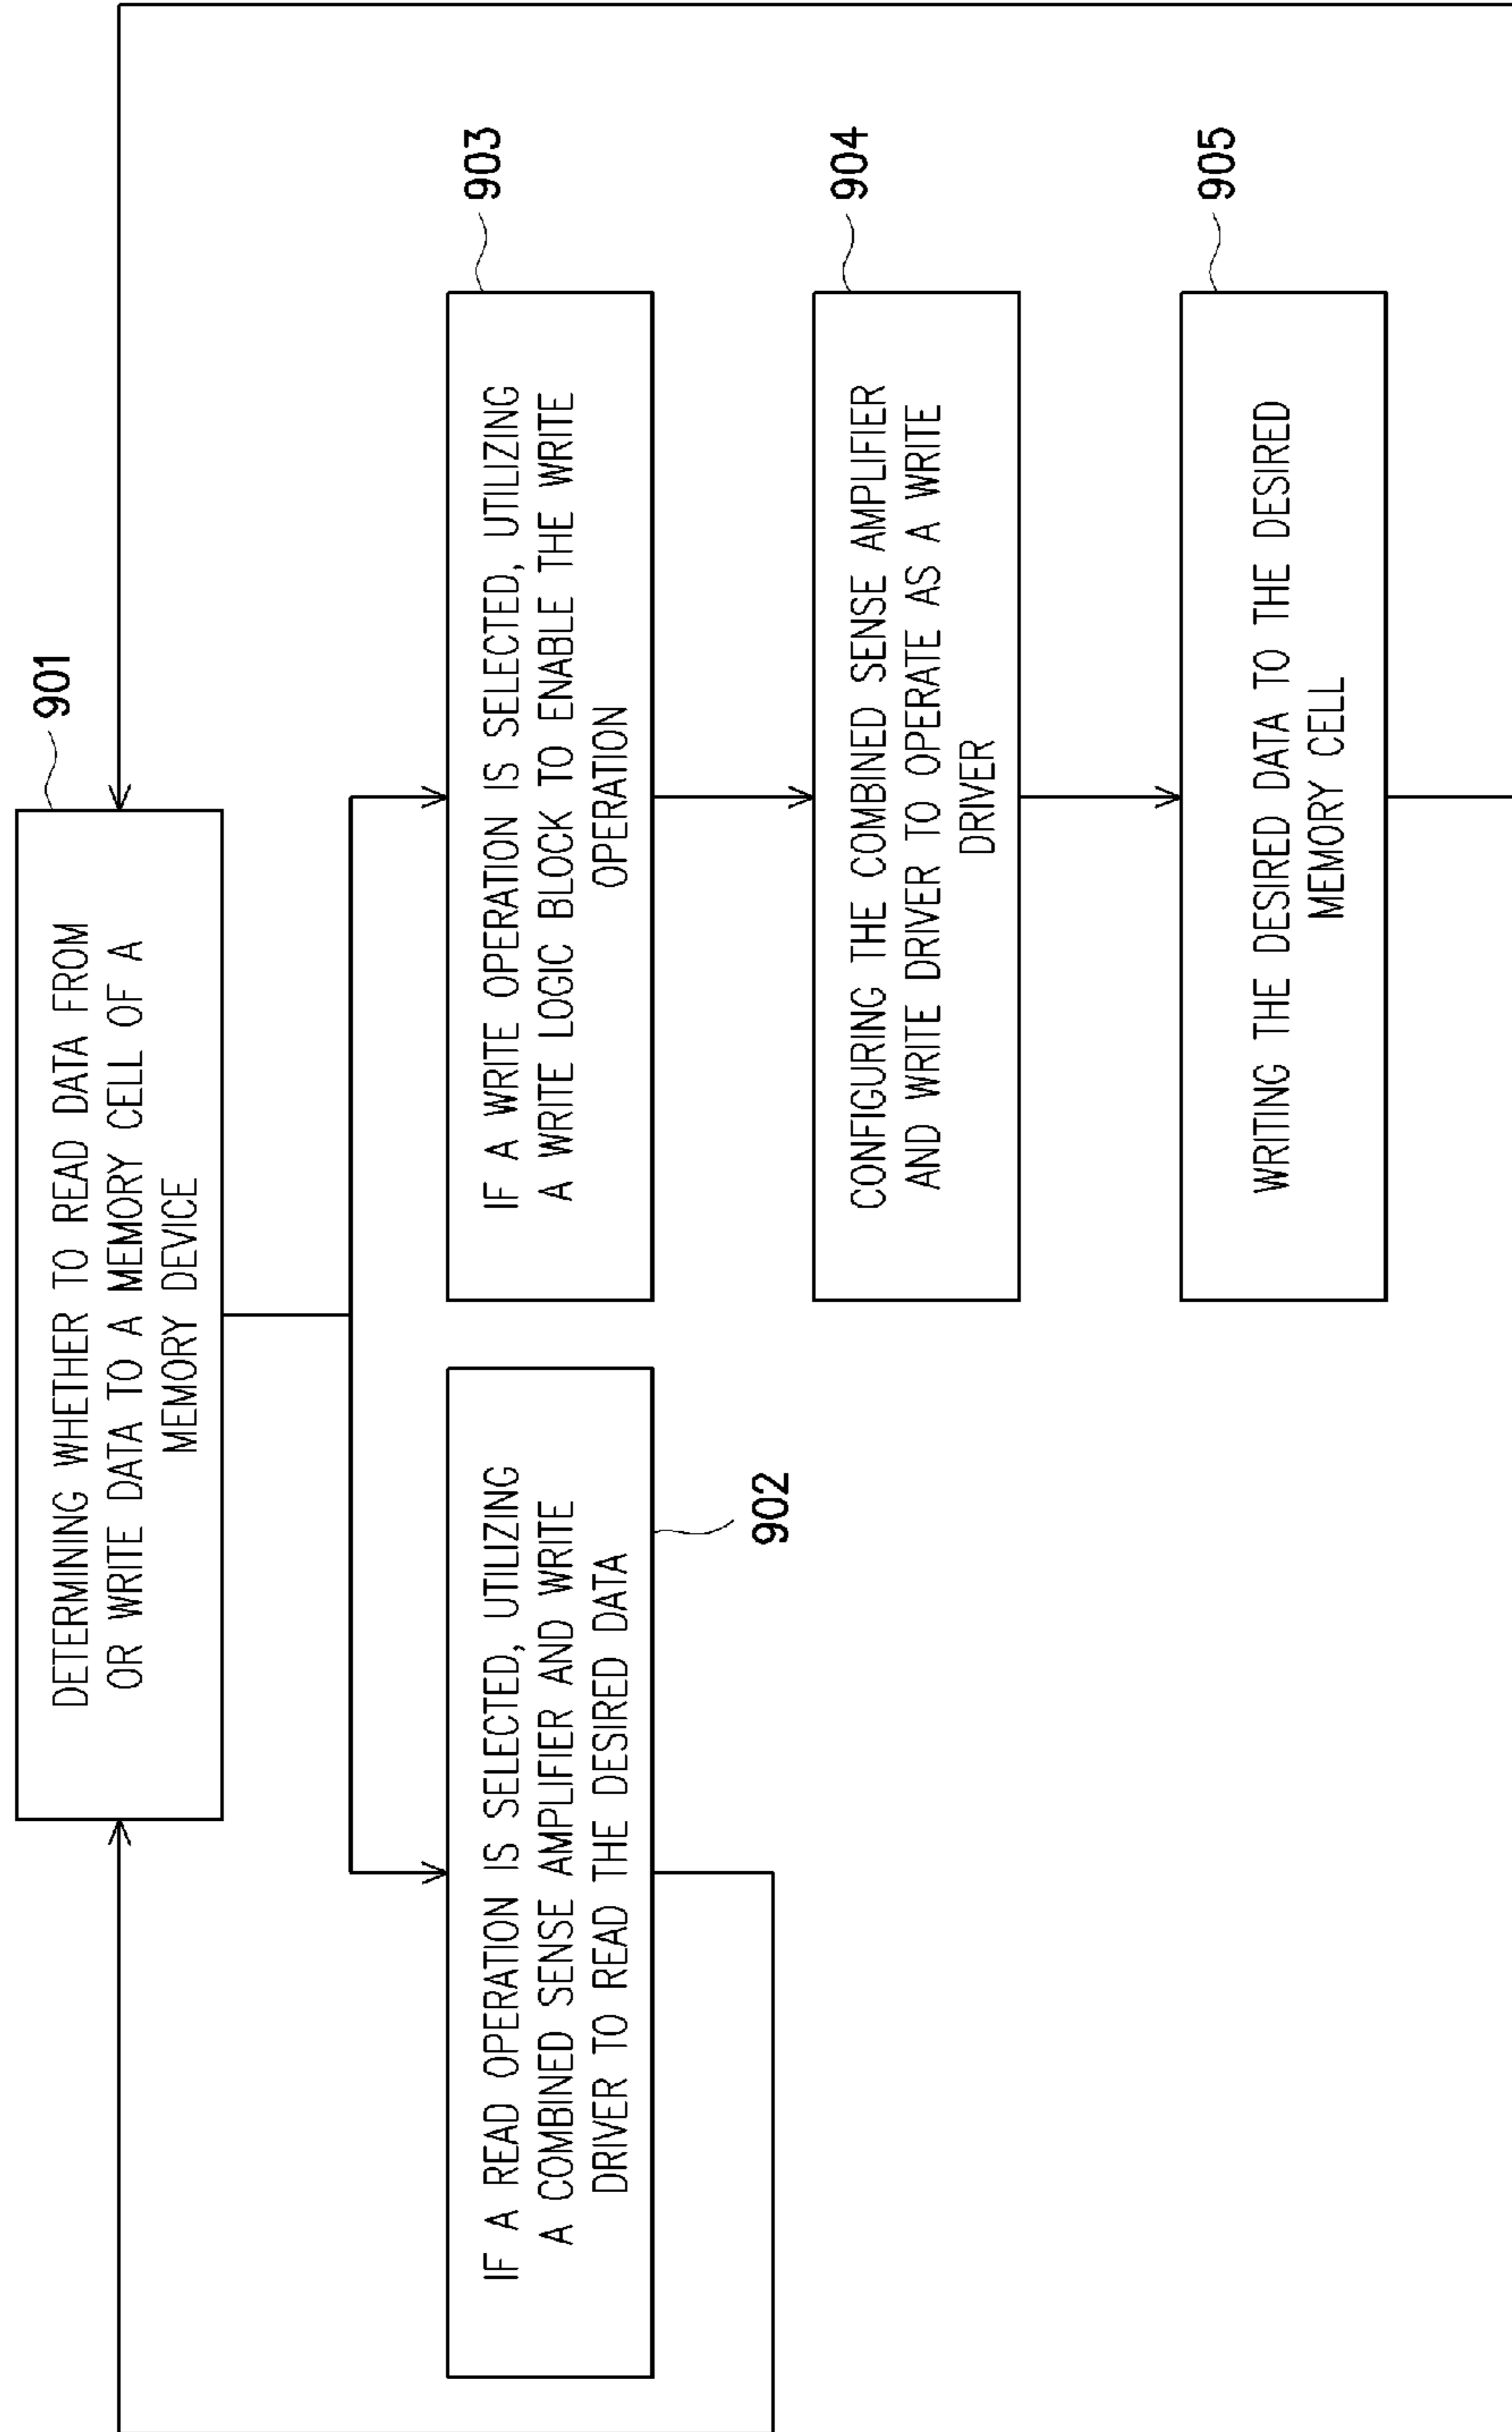 901
DETERMINING WHETHER TO READ DATA FROM
OR WRITE DATA TO A MEMORY CELL OF A
MEMORY DEVICE
IF A READ OPERATION IS SELECTED, UTILIZING
A COMBINED SENSE AMPLIFIER AND WRITE
DRIVER TO READ THE DESIRED DATA
902
903
IF A WRITE OPERATION IS SELECTED, UTILIZING
A WRITE LOGIC BLOCK TO ENABLE THE WRITE
OPERATION
904
CONFIGURING THE COMBINED SENSE AMPLIFIER
AND WRITE DRIVER TO OPERATE AS A WRITE
DRIVER
905
WRITING THE DESIRED DATA TO THE DESIRED
MEMORY CELL